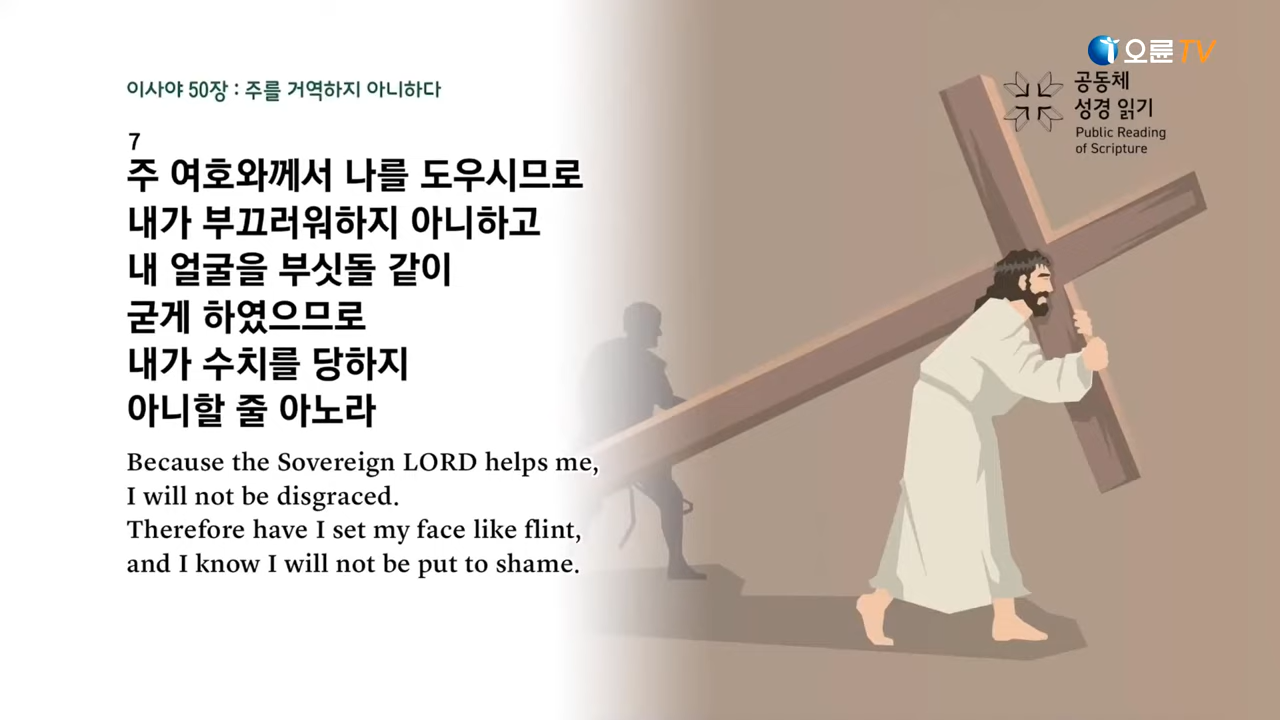 오륜TV
이사야 50장 : 주를 거역하지 아니하다
공동체
성경 읽기
Public Reading
of Scripture
7
주 여호와께서 나를 도우시므로
내가 부끄러워하지 아니하고
내 얼굴을 부싯돌 같이
굳게 하였으므로
내가 수치를 당하지
아니할 줄 아노라
Because the Sovereign LORD helps me,
I will not be disgraced.
Therefore have I set my face like flint,
and I know I will not be put to shame.